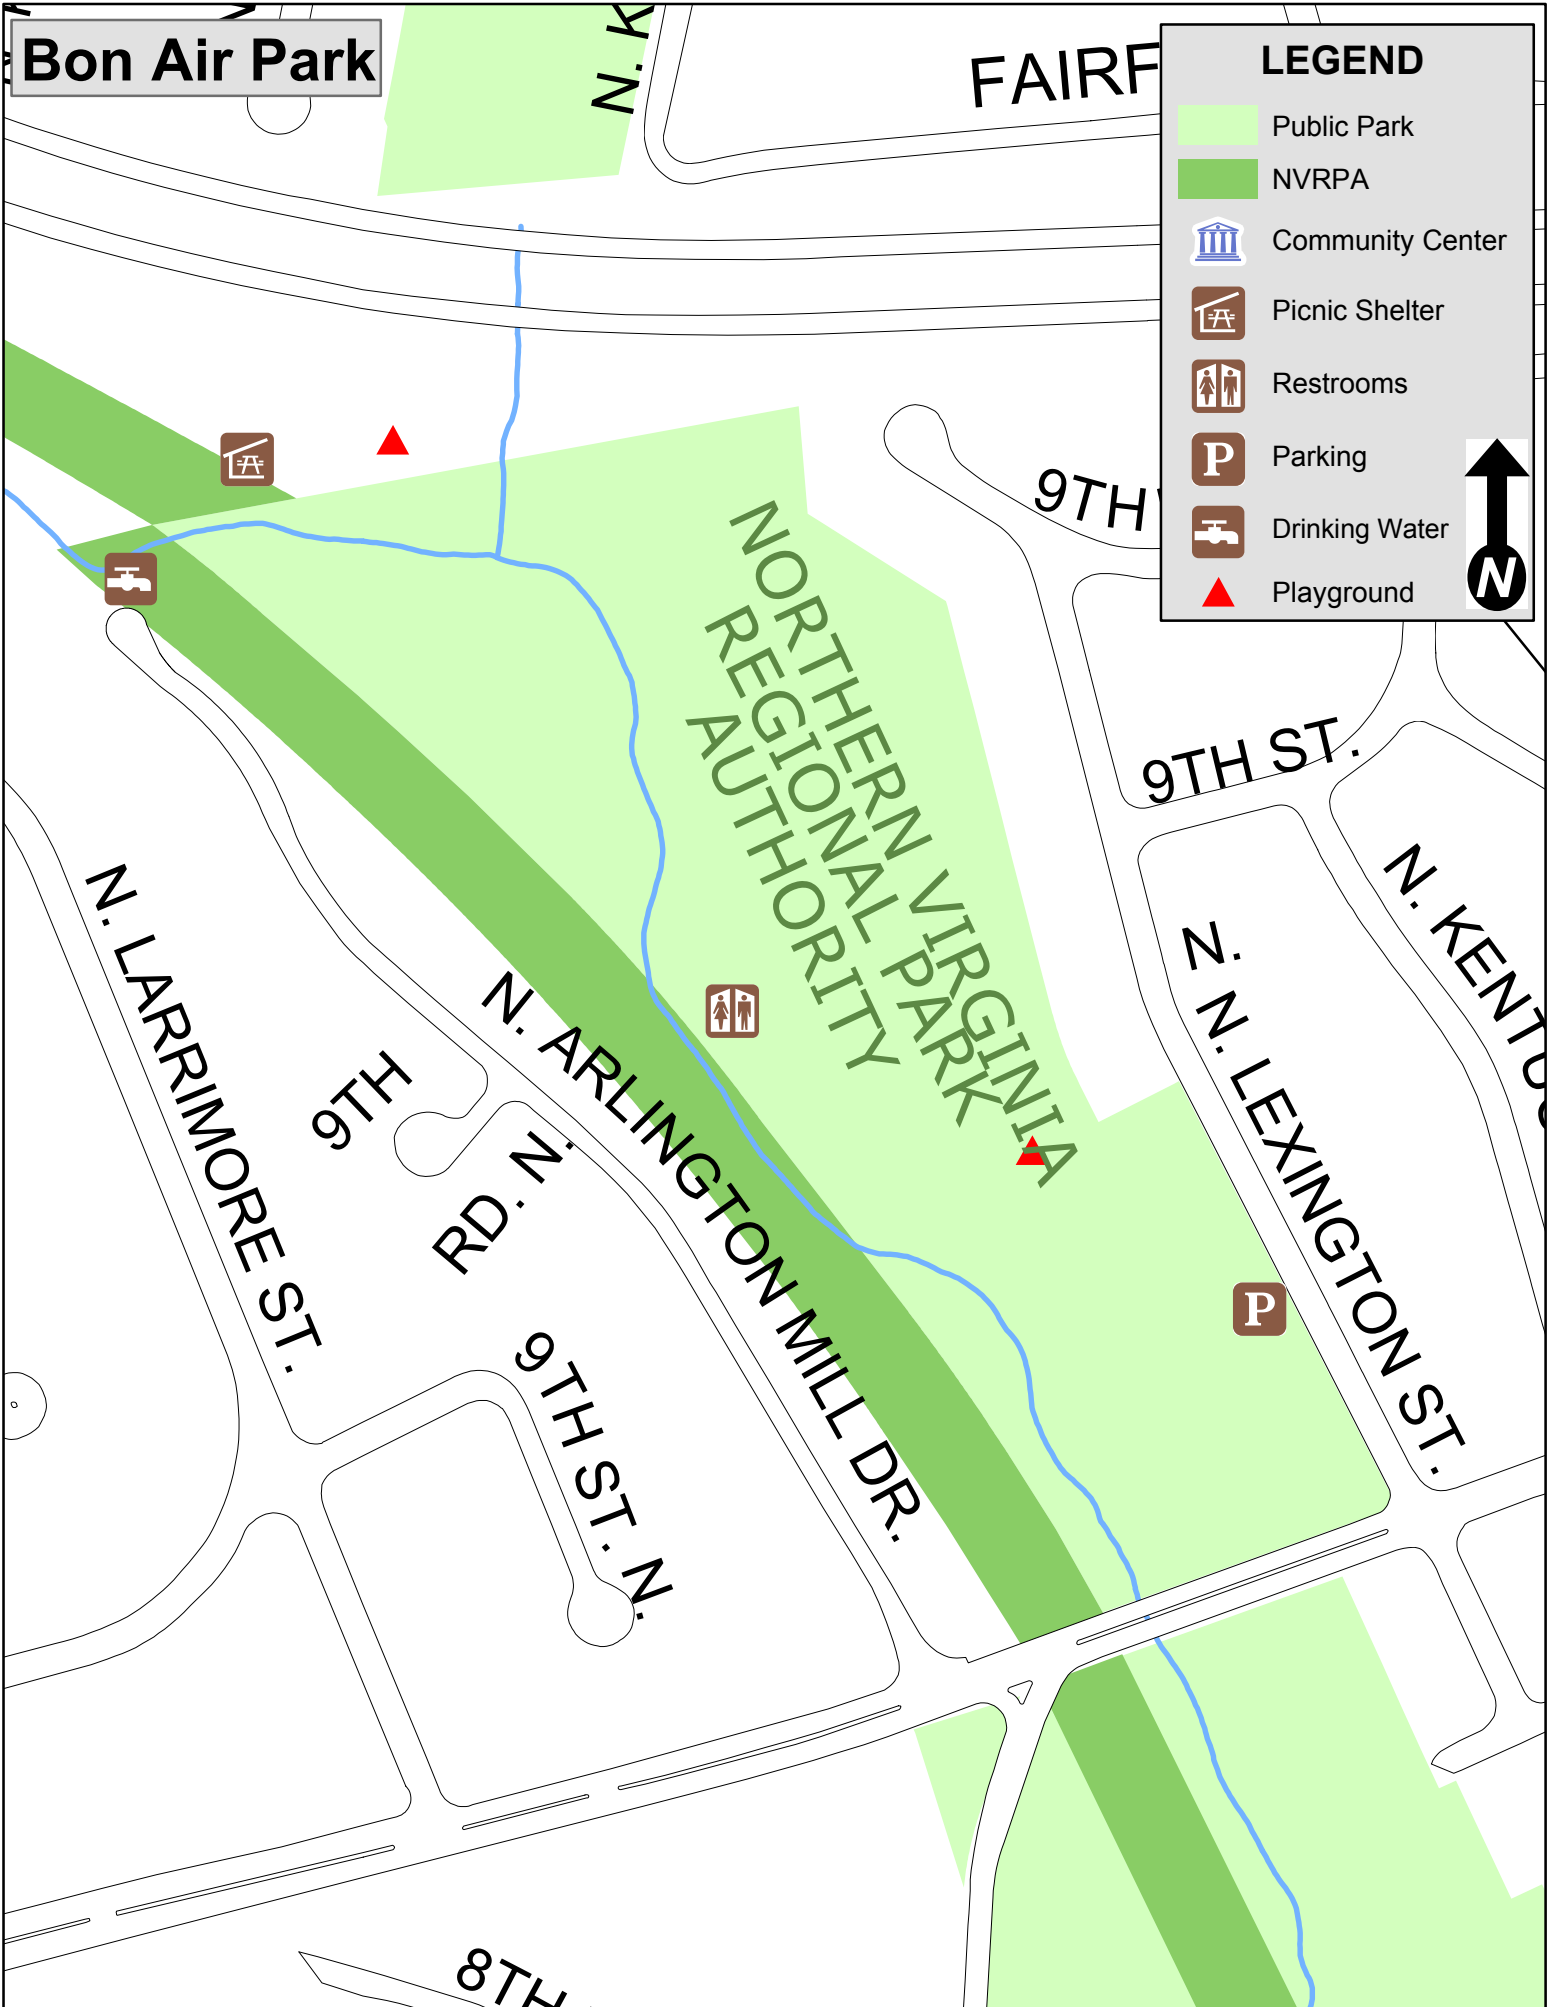 Bon Air Park
N. K
FAIRF
LEGEND
Public Park
NVRPA
Community Center
Picnic Shelter
Restrooms
P
Parking
Drinking Water
Playground
N
9TH
NORTHERN VIRGINIA
REGIONAL PARK
AUTHORITY
9TH ST.
N.
N. KENTUC
N. LEXINGTON ST.
N. LARRIMORE ST.
9TH
RD. N.
N. ARLINGTON MILL DR.
P
9TH ST. N.
8TH